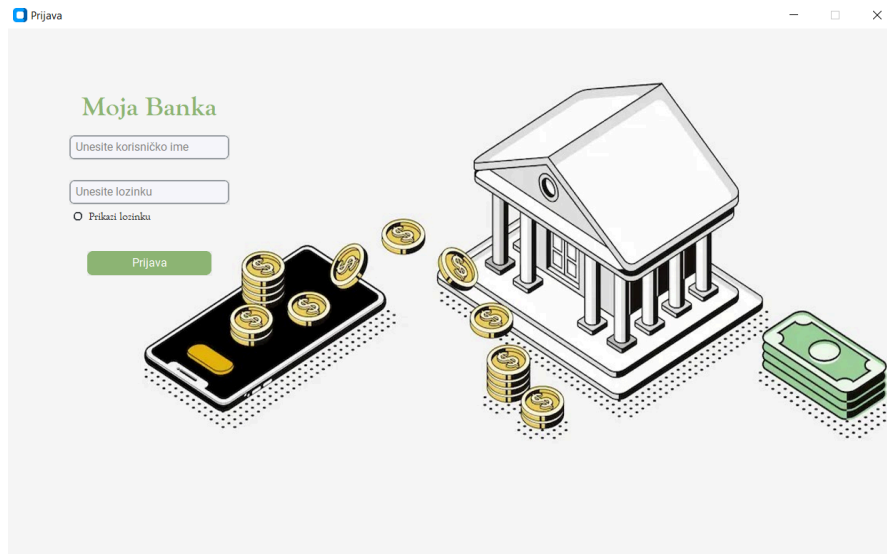 Prijava
Moja Banka
Unesite korisničko ime
Unesite lozinku
Prikazi lozinku
Prijava